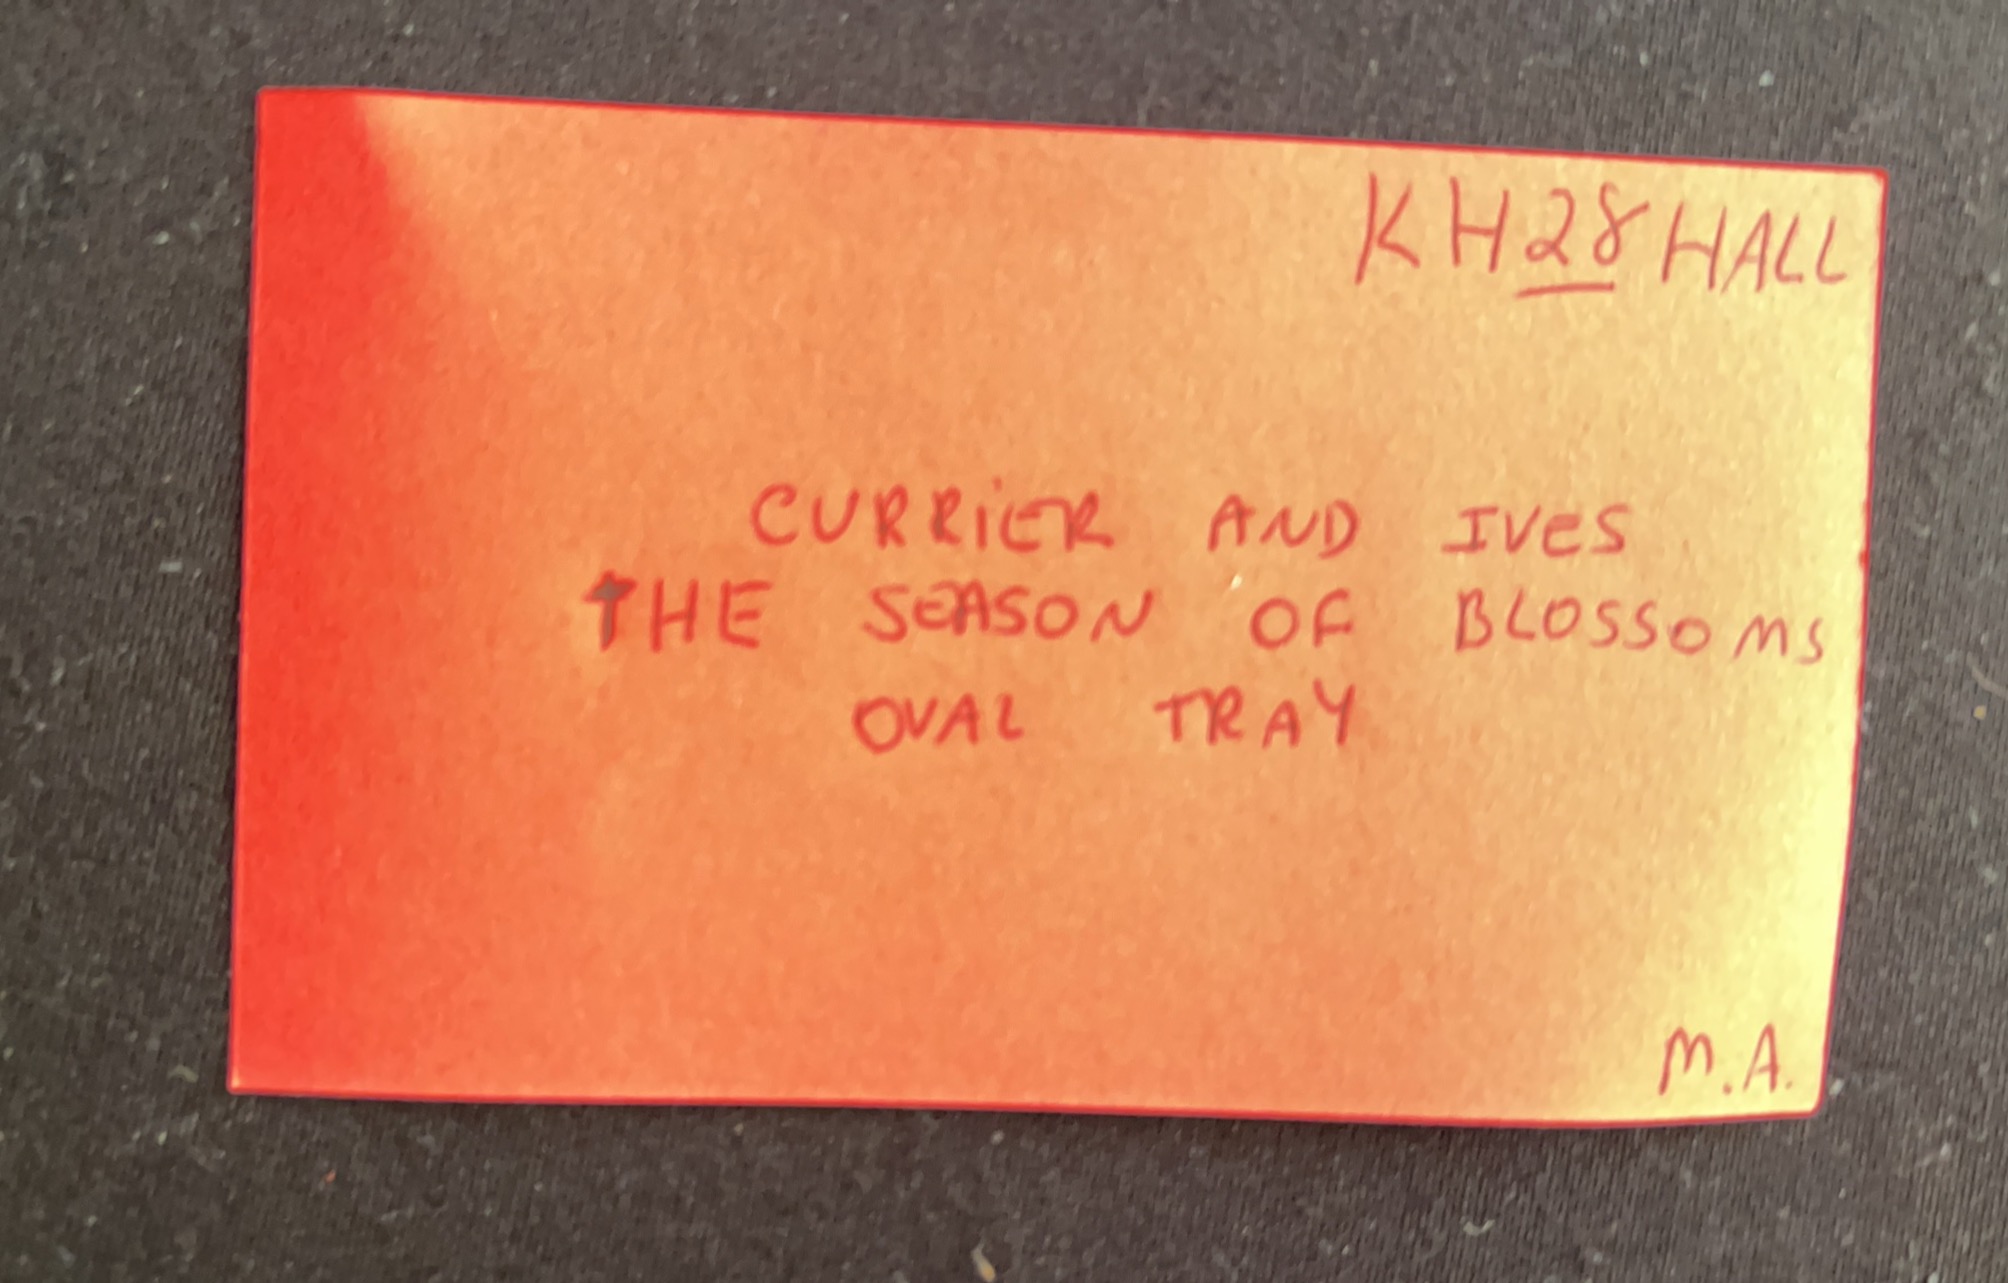 KH28 HALL
CURRiER AND IVeS
THE SEASON OF BLOSSOMS
OVAL TRAY
M.A.